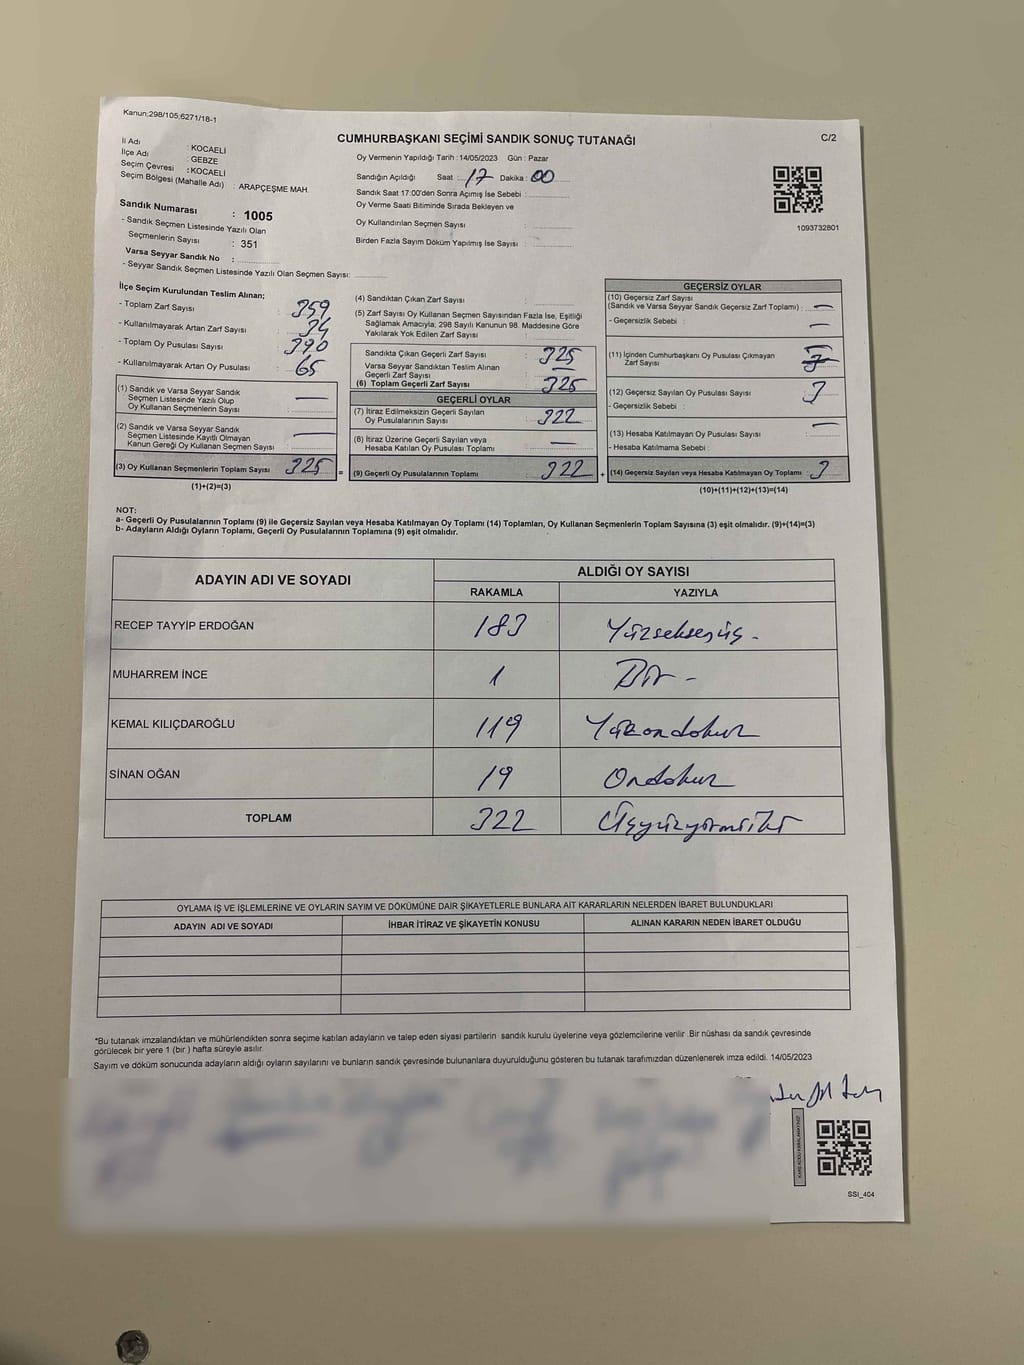 Kanun;298/105;6271/18-1
CUMHURBAŞKANI SEÇİMİ SANDIK SONUÇ TUTANAĞI
C/2
İl Adı : KOCAELİ
İlçe Adı : GEBZE
Seçim Çevresi : KOCAELİ
Seçim Bölgesi (Mahalle Adı) : ARAPÇEŞME MAH.
Sandık Numarası : 1005
- Sandık Seçmen Listesinde Yazılı Olan
Seçmenlerin Sayısı : 351
Varsa Seyyar Sandık No :
- Seyyar Sandık Seçmen Listesinde Yazılı Olan Seçmen Sayısı:
Oy Vermenin Yapıldığı Tarih : 14/05/2023 Gün : Pazar
Sandığın Açıldığı Saat : 17 Dakika : 00
Sandık Saat 17:00'den Sonra Açımış İse Sebebi :
Oy Verme Saati Bitiminde Sırada Bekleyen ve
Oy Kullandırılan Seçmen Sayısı :
Birden Fazla Sayım Döküm Yapılmış İse Sayısı :
1093732801
İlçe Seçim Kurulundan Teslim Alınan;
- Toplam Zarf Sayısı : 359
- Kullanılmayarak Artan Zarf Sayısı : 34
- Toplam Oy Pusulası Sayısı : 390
- Kullanılmayarak Artan Oy Pusulası : 65
(1) Sandık ve Varsa Seyyar Sandık
Seçmen Listesinde Yazılı Olup
Oy Kullanan Seçmenlerin Sayısı : —
(2) Sandık ve Varsa Seyyar Sandık
Seçmen Listesinde Kayıtlı Olmayan
Kanun Gereği Oy Kullanan Seçmen Sayısı : —
(3) Oy Kullanan Seçmenlerin Toplam Sayısı 325 =
(1)+(2)=(3)
(4) Sandıktan Çıkan Zarf Sayısı :
(5) Zarf Sayısı Oy Kullanan Seçmen Sayısından Fazla İse, Eşitliği
Sağlamak Amacıyla; 298 Sayılı Kanunun 98. Maddesine Göre
Yakılarak Yok Edilen Zarf Sayısı :
Sandıkta Çıkan Geçerli Zarf Sayısı : 325
Varsa Seyyar Sandıktan Teslim Alınan
Geçerli Zarf Sayısı : —
(6) Toplam Geçerli Zarf Sayısı : 325
GEÇERLİ OYLAR
(7) İtiraz Edilmeksizin Geçerli Sayılan
Oy Pusulalarının Sayısı : 322
(8) İtiraz Üzerine Geçerli Sayılan veya
Hesaba Katılan Oy Pusulası Toplamı : —
(9) Geçerli Oy Pusulalarının Toplamı 322 +
GEÇERSİZ OYLAR
(10) Geçersiz Zarf Sayısı
(Sandık ve Varsa Seyyar Sandık Geçersiz Zarf Toplamı) : —
- Geçersizlik Sebebi : —
(11) İçinden Cumhurbaşkanı Oy Pusulası Çıkmayan
Zarf Sayısı :
(12) Geçersiz Sayılan Oy Pusulası Sayısı : 3
- Geçersizlik Sebebi :
(13) Hesaba Katılmayan Oy Pusulası Sayısı : —
- Hesaba Katılmama Sebebi :
(14) Geçersiz Sayılan veya Hesaba Katılmayan Oy Toplamı : 3
(10)+(11)+(12)+(13)=(14)
NOT:
a- Geçerli Oy Pusulalarının Toplamı (9) ile Geçersiz Sayılan veya Hesaba Katılmayan Oy Toplamı (14) Toplamları, Oy Kullanan Seçmenlerin Toplam Sayısına (3) eşit olmalıdır. (9)+(14)=(3)
b- Adayların Aldığı Oyların Toplamı, Geçerli Oy Pusulalarının Toplamına (9) eşit olmalıdır.
ADAYIN ADI VE SOYADI
ALDIĞI OY SAYISI
RAKAMLA YAZIYLA
RECEP TAYYİP ERDOĞAN 183 Yüzseksenüç -
MUHARREM İNCE 1 Bir -
KEMAL KILIÇDAROĞLU 119 Yüzondokuz
SİNAN OĞAN 19 Ondokuz
TOPLAM 322 Üçyüzyirmiiki
OYLAMA İŞ VE İŞLEMLERİNE VE OYLARIN SAYIM VE DÖKÜMÜNE DAİR ŞİKAYETLERLE BUNLARA AİT KARARLARIN NELERDEN İBARET BULUNDUKLARI
ADAYIN ADI VE SOYADI İHBAR İTİRAZ VE ŞİKAYETİN KONUSU ALINAN KARARIN NEDEN İBARET OLDUĞU
*Bu tutanak imzalandıktan ve mühürlendikten sonra seçime katılan adayların ve talep eden siyasi partilerin sandık kurulu üyelerine veya gözlemcilerine verilir .Bir nüshası da sandık çevresinde
görülecek bir yere 1 (bir ) hafta süreyle asılır.
Sayım ve döküm sonucunda adayların aldığı oyların sayılarını ve bunların sandık çevresinde bulunanlara duyurulduğunu gösteren bu tutanak tarafımızdan düzenlenerek imza edildi. 14/05/2023
SSI_404